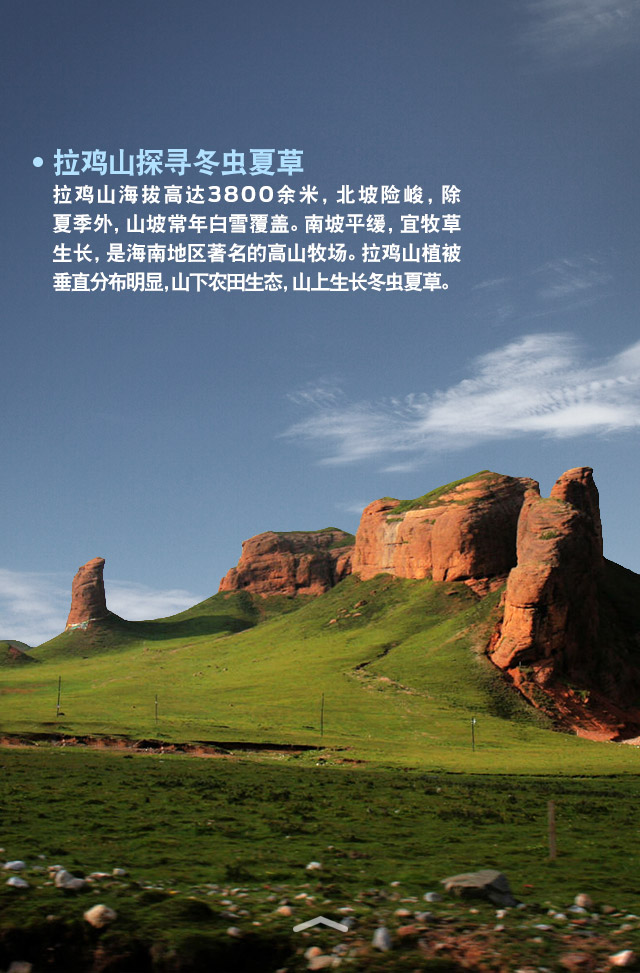 • 拉鸡山探寻冬虫夏草
拉鸡山海拔高达3800余米，北坡险峻，除
夏季外，山坡常年白雪覆盖。南坡平缓，宜牧草
生长，是海南地区著名的高山牧场。拉鸡山植被
垂直分布明显，山下农田生态，山上生长冬虫夏草。